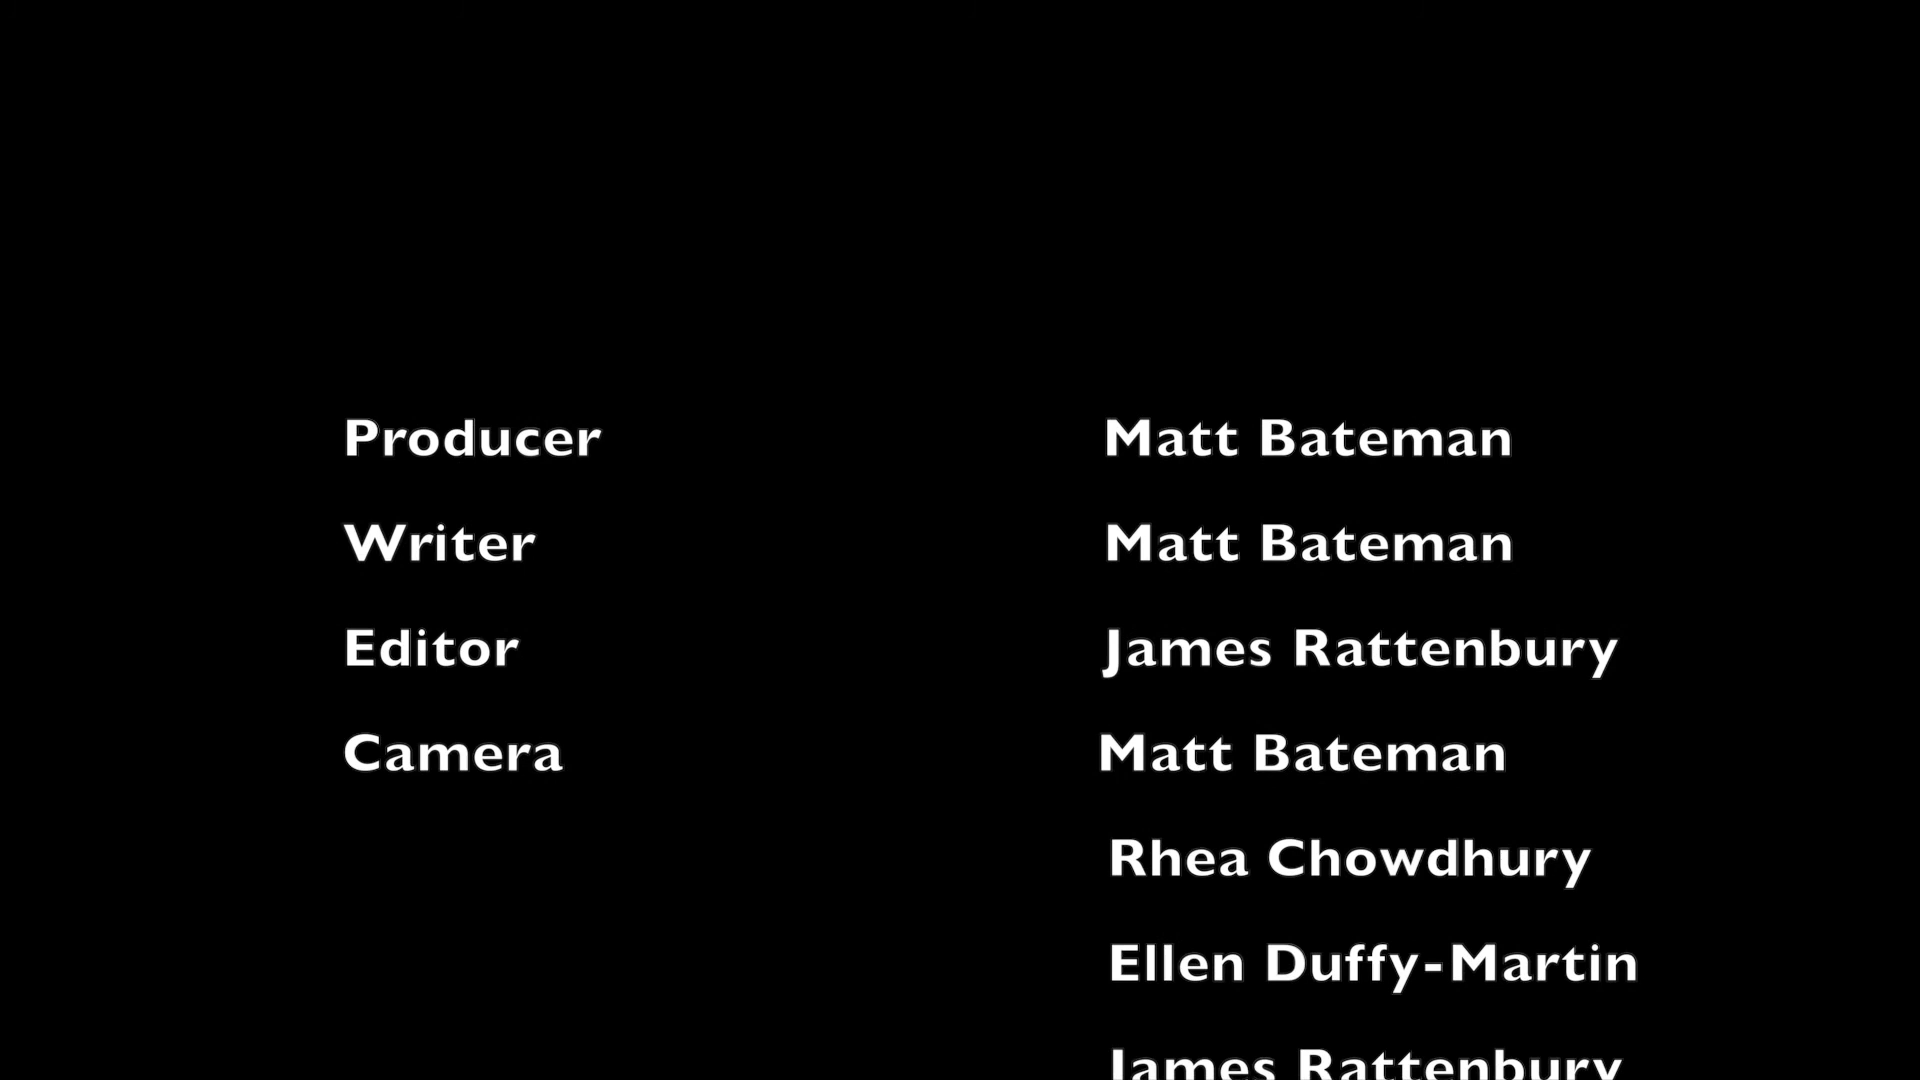 Producer Matt Bateman
Writer Matt Bateman
Editor James Rattenbury
Camera Matt Bateman
Rhea Chowdhury
Ellen Duffy-Martin
James Rattenbury